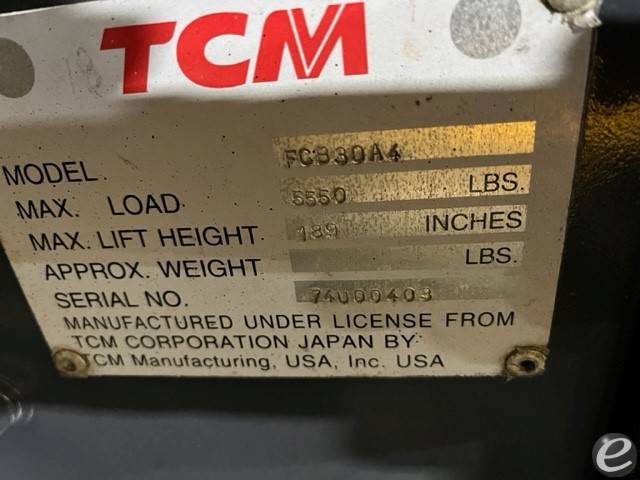 TCM
MODEL FCB30A4
MAX. LOAD 5550 LBS.
MAX. LIFT HEIGHT 189 INCHES
APPROX. WEIGHT LBS.
SERIAL NO. 74U00403
MANUFACTURED UNDER LICENSE FROM
TCM CORPORATION JAPAN BY
TCM Manufacturing, USA, Inc. USA
e